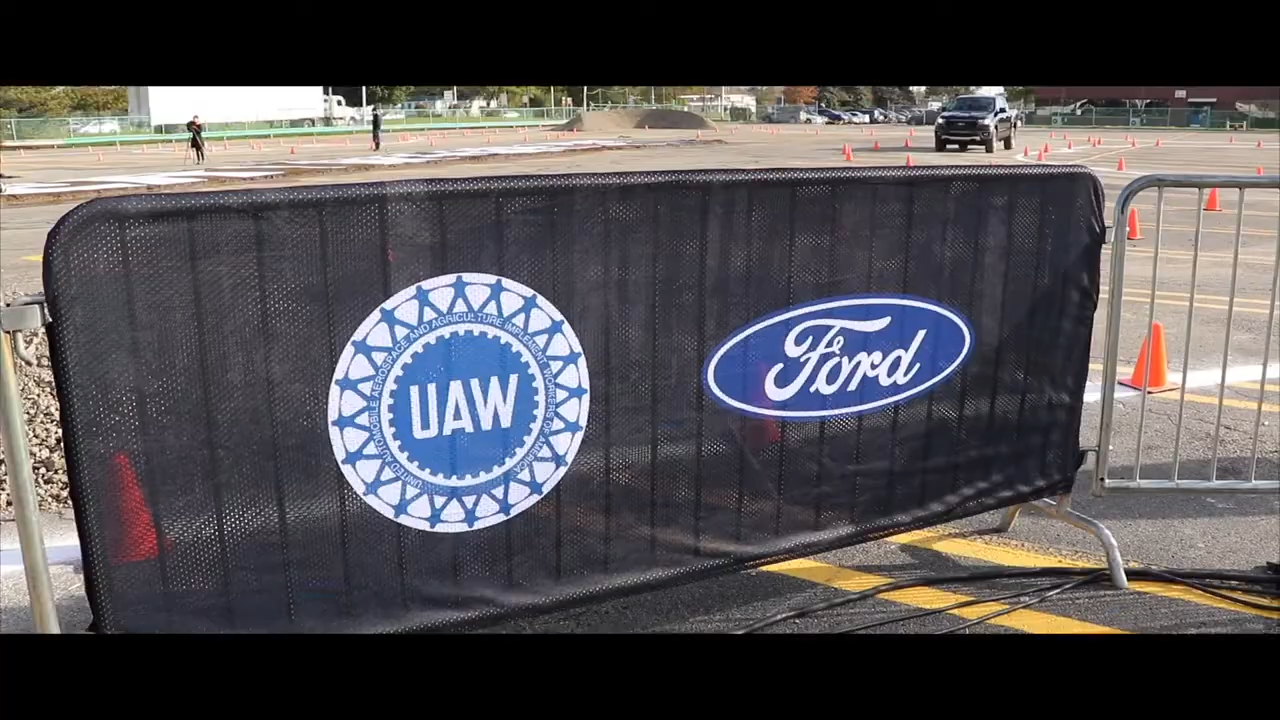 UNITED AUTOMOBILE AEROSPACE AND AGRICULTURE IMPLEMENT WORKERS OF AMERICA
UAW
Ford